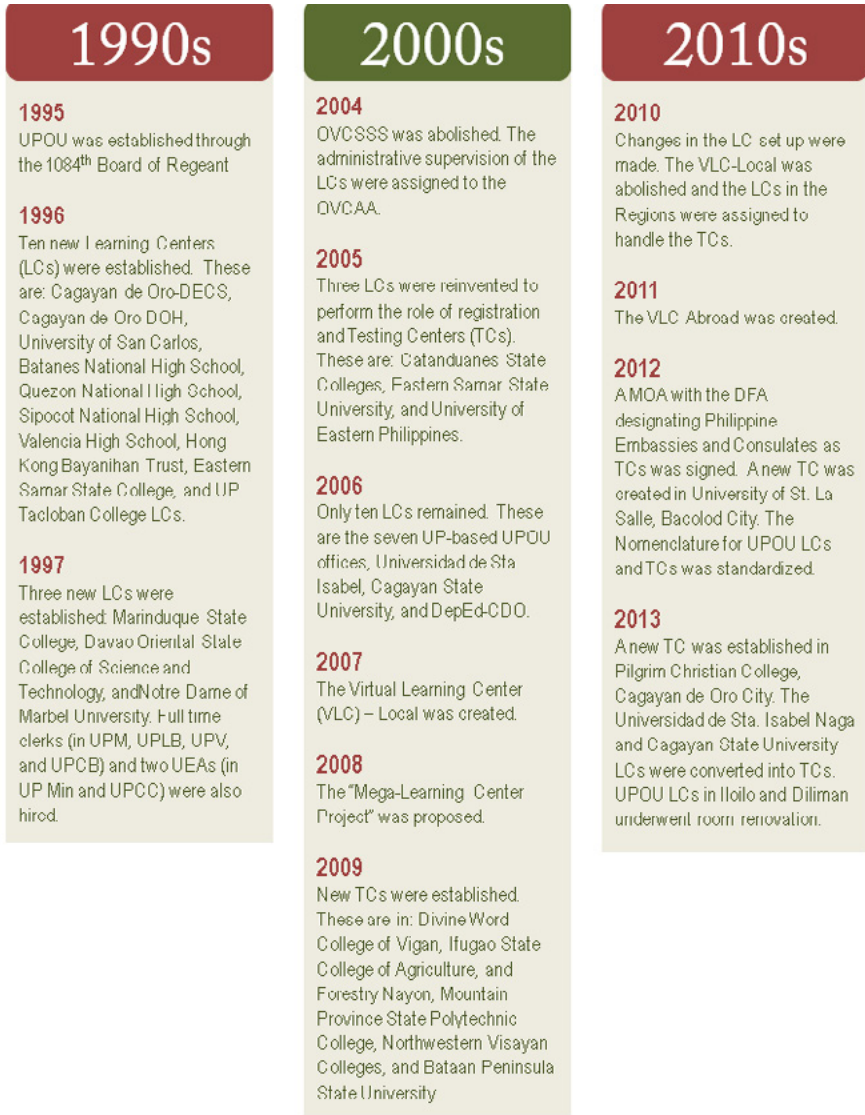 1990s
1995
UPOU was established through
the 1084th Board of Regeant
1996
Ten new Learning Centers
(LCs) were established. These
are: Cagayan de Oro-DECS,
Cagayan de Oro DOH,
University of San Carlos,
Batanes National High School,
Quezon National High School,
Sipocot National High School,
Valencia High School, Hong
Kong Bayanihan Trust, Eastern
Samar State College, and UP
Tacloban College LCs.
1997
Three new LCs were
established: Marinduque State
College, Davao Oriental State
College of Science and
Technology, andNotre Dame of
Marbel University. Full time
clerks (in UPM, UPLB, UPV,
and UPCB) and two UEAs (in
UP Min and UPCC) were also
hired.
2000s
2004
OVCSSS was abolished. The
administrative supervision of the
LCs were assigned to the
OVCAA.
2005
Three LCs were reinvented to
perform the role of registration
and Testing Centers (TCs).
These are: Catanduanes State
Colleges, Eastern Samar State
University, and University of
Eastern Philippines.
2006
Only ten LCs remained. These
are the seven UP-based UPOU
offices, Universidad de Sta
Isabel, Cagayan State
University, and DepEd-CDO.
2007
The Virtual Learning Center
(VLC) – Local was created.
2008
The "Mega-Learning Center
Project" was proposed.
2009
New TCs were established.
These are in: Divine Word
College of Vigan, Ifugao State
College of Agriculture, and
Forestry Nayon, Mountain
Province State Polytechnic
College, Northwestern Visayan
Colleges, and Bataan Peninsula
State University
2010s
2010
Changes in the LC set up were
made. The VLC-Local was
abolished and the LCs in the
Regions were assigned to
handle the TCs.
2011
The VLC Abroad was created.
2012
A MOA with the DFA
designating Philippine
Embassies and Consulates as
TCs was signed. A new TC was
created in University of St. La
Salle, Bacolod City. The
Nomenclature for UPOU LCs
and TCs was standardized.
2013
A new TC was established in
Pilgrim Christian College,
Cagayan de Oro City. The
Universidad de Sta. Isabel Naga
and Cagayan State University
LCs were converted into TCs.
UPOU LCs in Iloilo and Diliman
underwent room renovation.